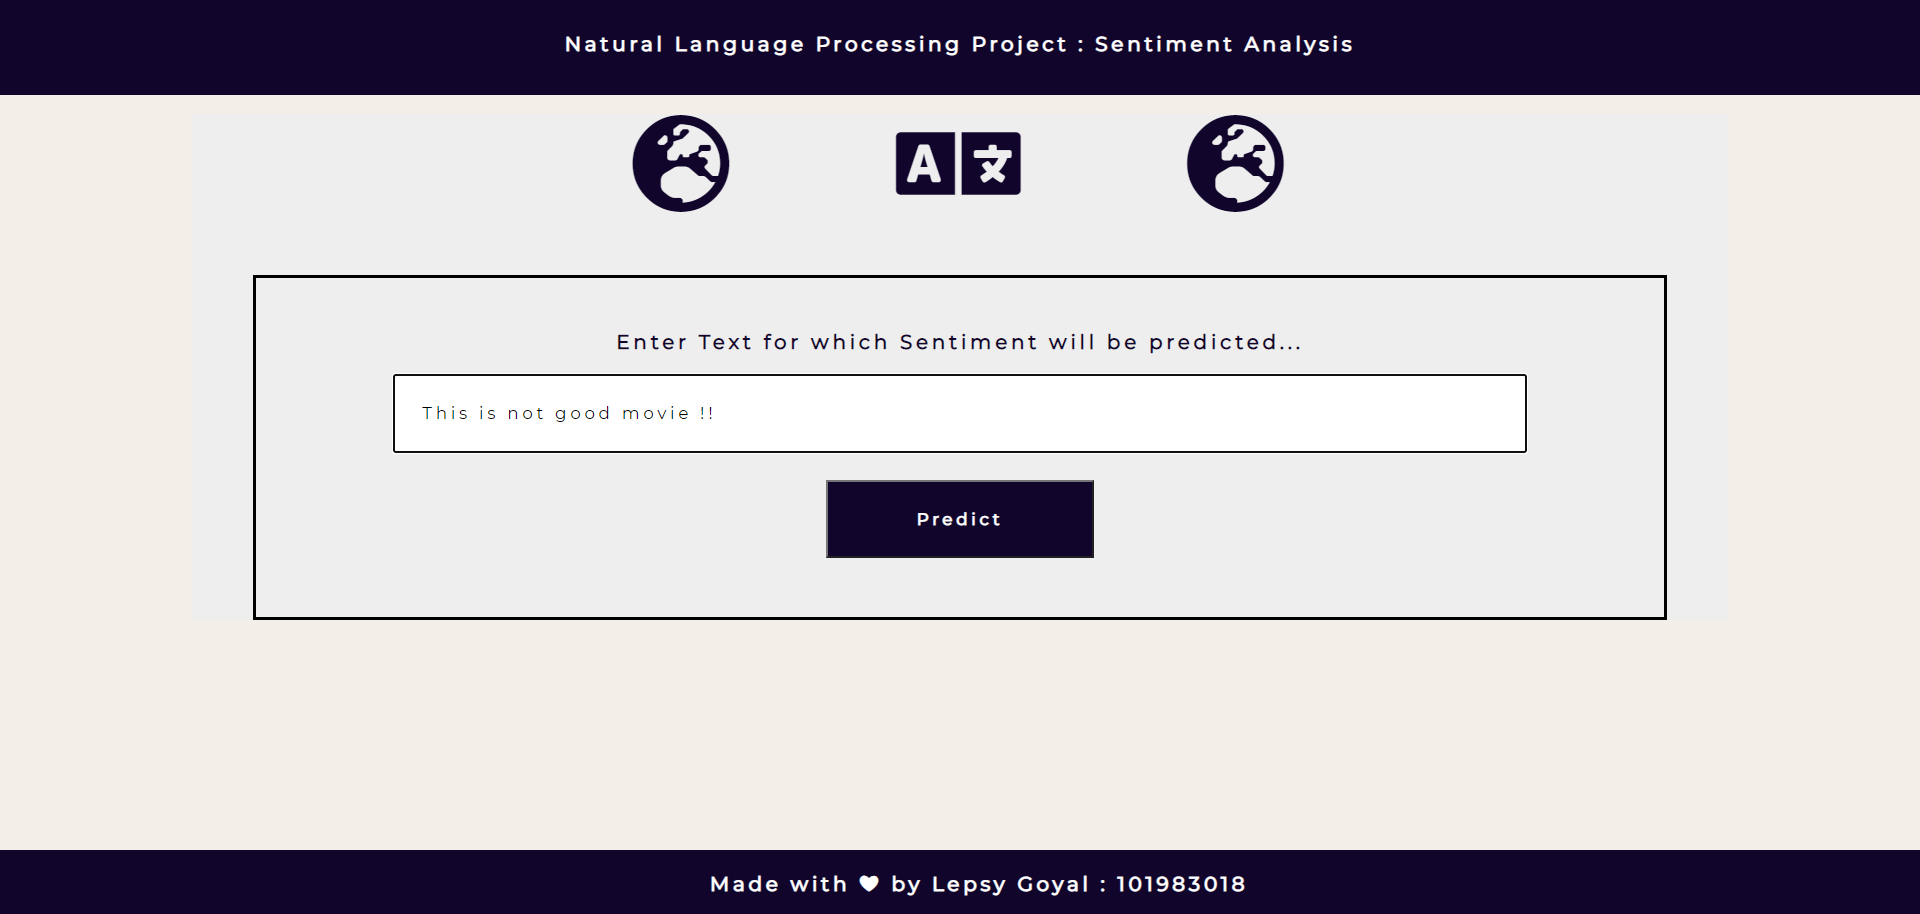 Natural Language Processing Project : Sentiment Analysis
A 文
Enter Text for which Sentiment will be predicted...
This is not good movie !!
Predict
Made with ♥ by Lepsy Goyal : 101983018